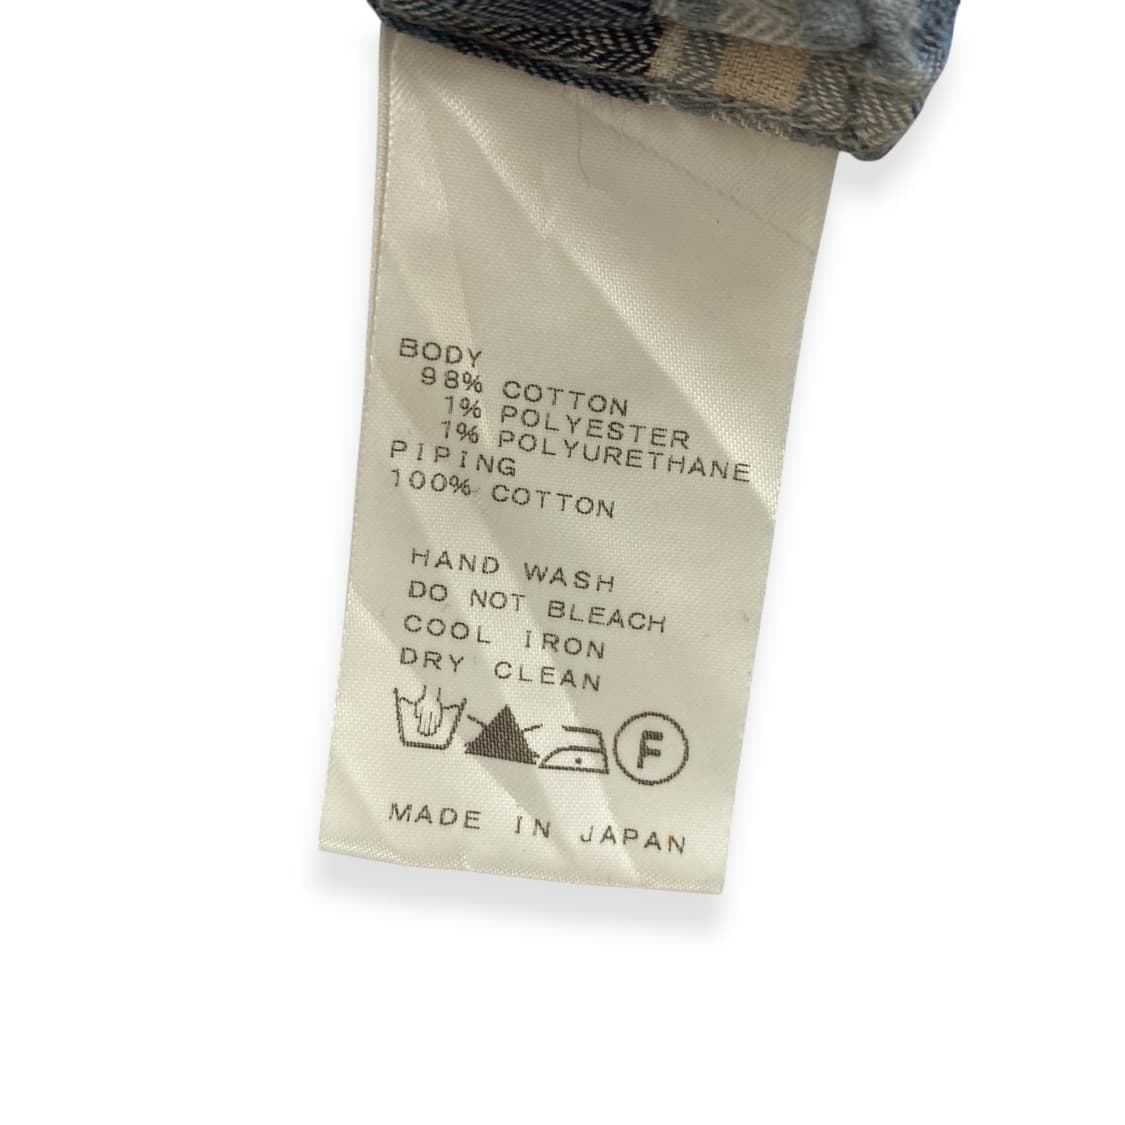 BODY
98% COTTON
1% POLYESTER
1% POLYURETHANE
PIPING
100% COTTON
HAND WASH
DO NOT BLEACH
COOL IRON
DRY CLEAN
F
MADE IN JAPAN